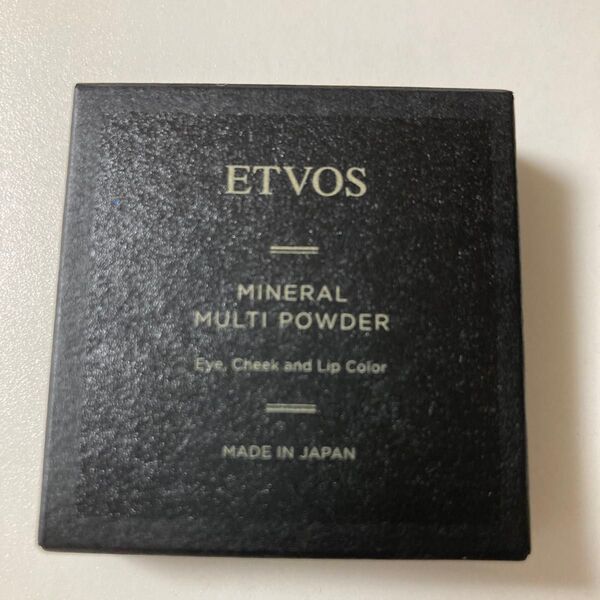 ETVOS
MINERAL
MULTI POWDER
Eye, Cheek and Lip Color
MADE IN JAPAN